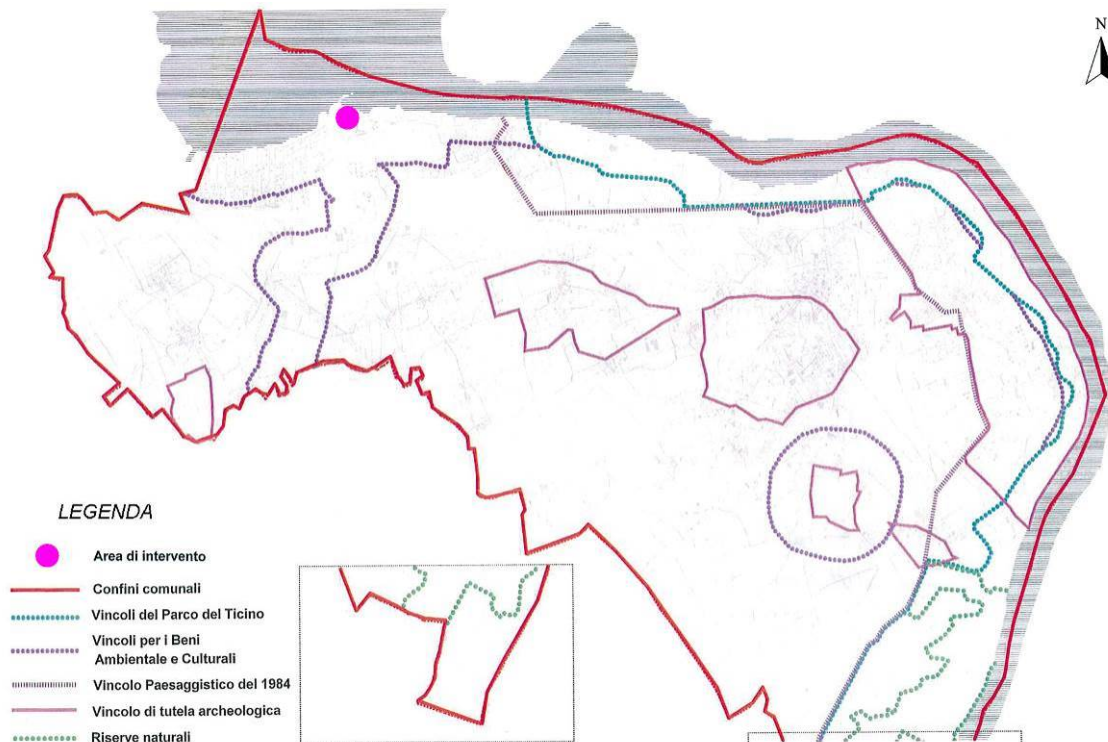 N
LEGENDA
Area di intervento
Confini comunali
Vincoli del Parco del Ticino
Vincoli per i Beni
Ambientale e Culturali
Vincolo Paesaggistico del 1984
Vincolo di tutela archeologica
Riserve naturali